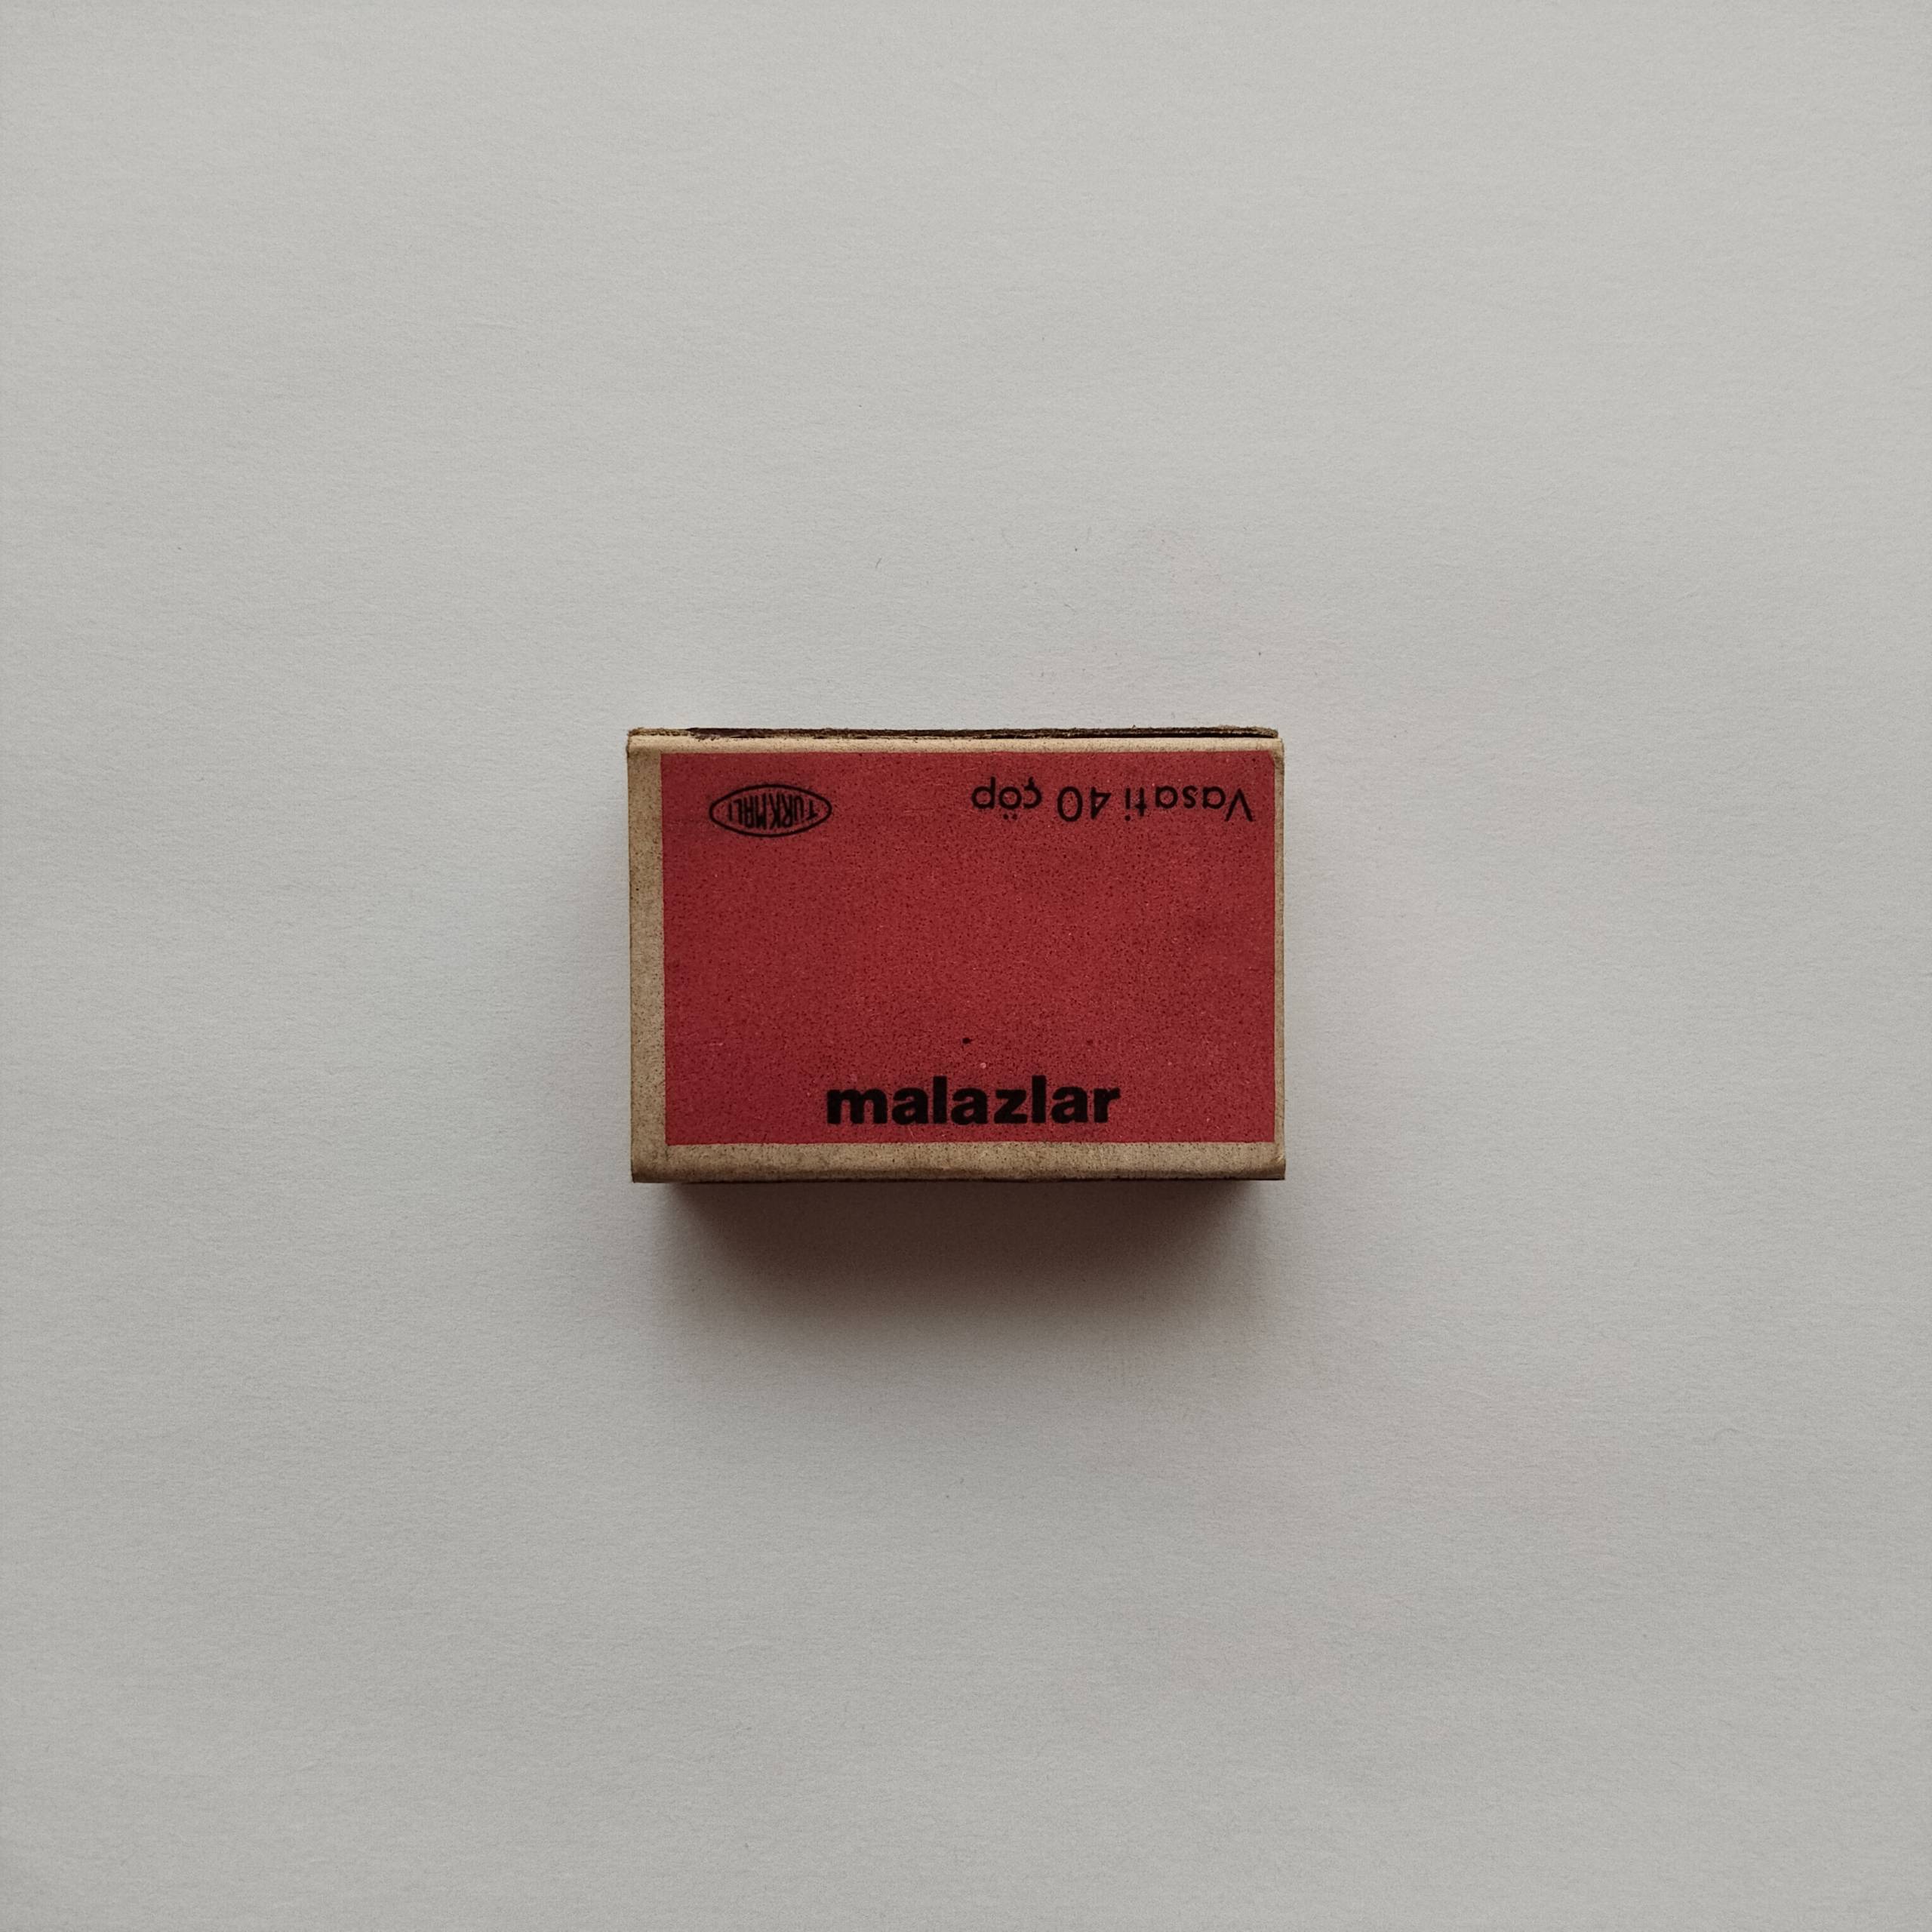 Vasati 40 çöp
TÜRK MALI
malazlar